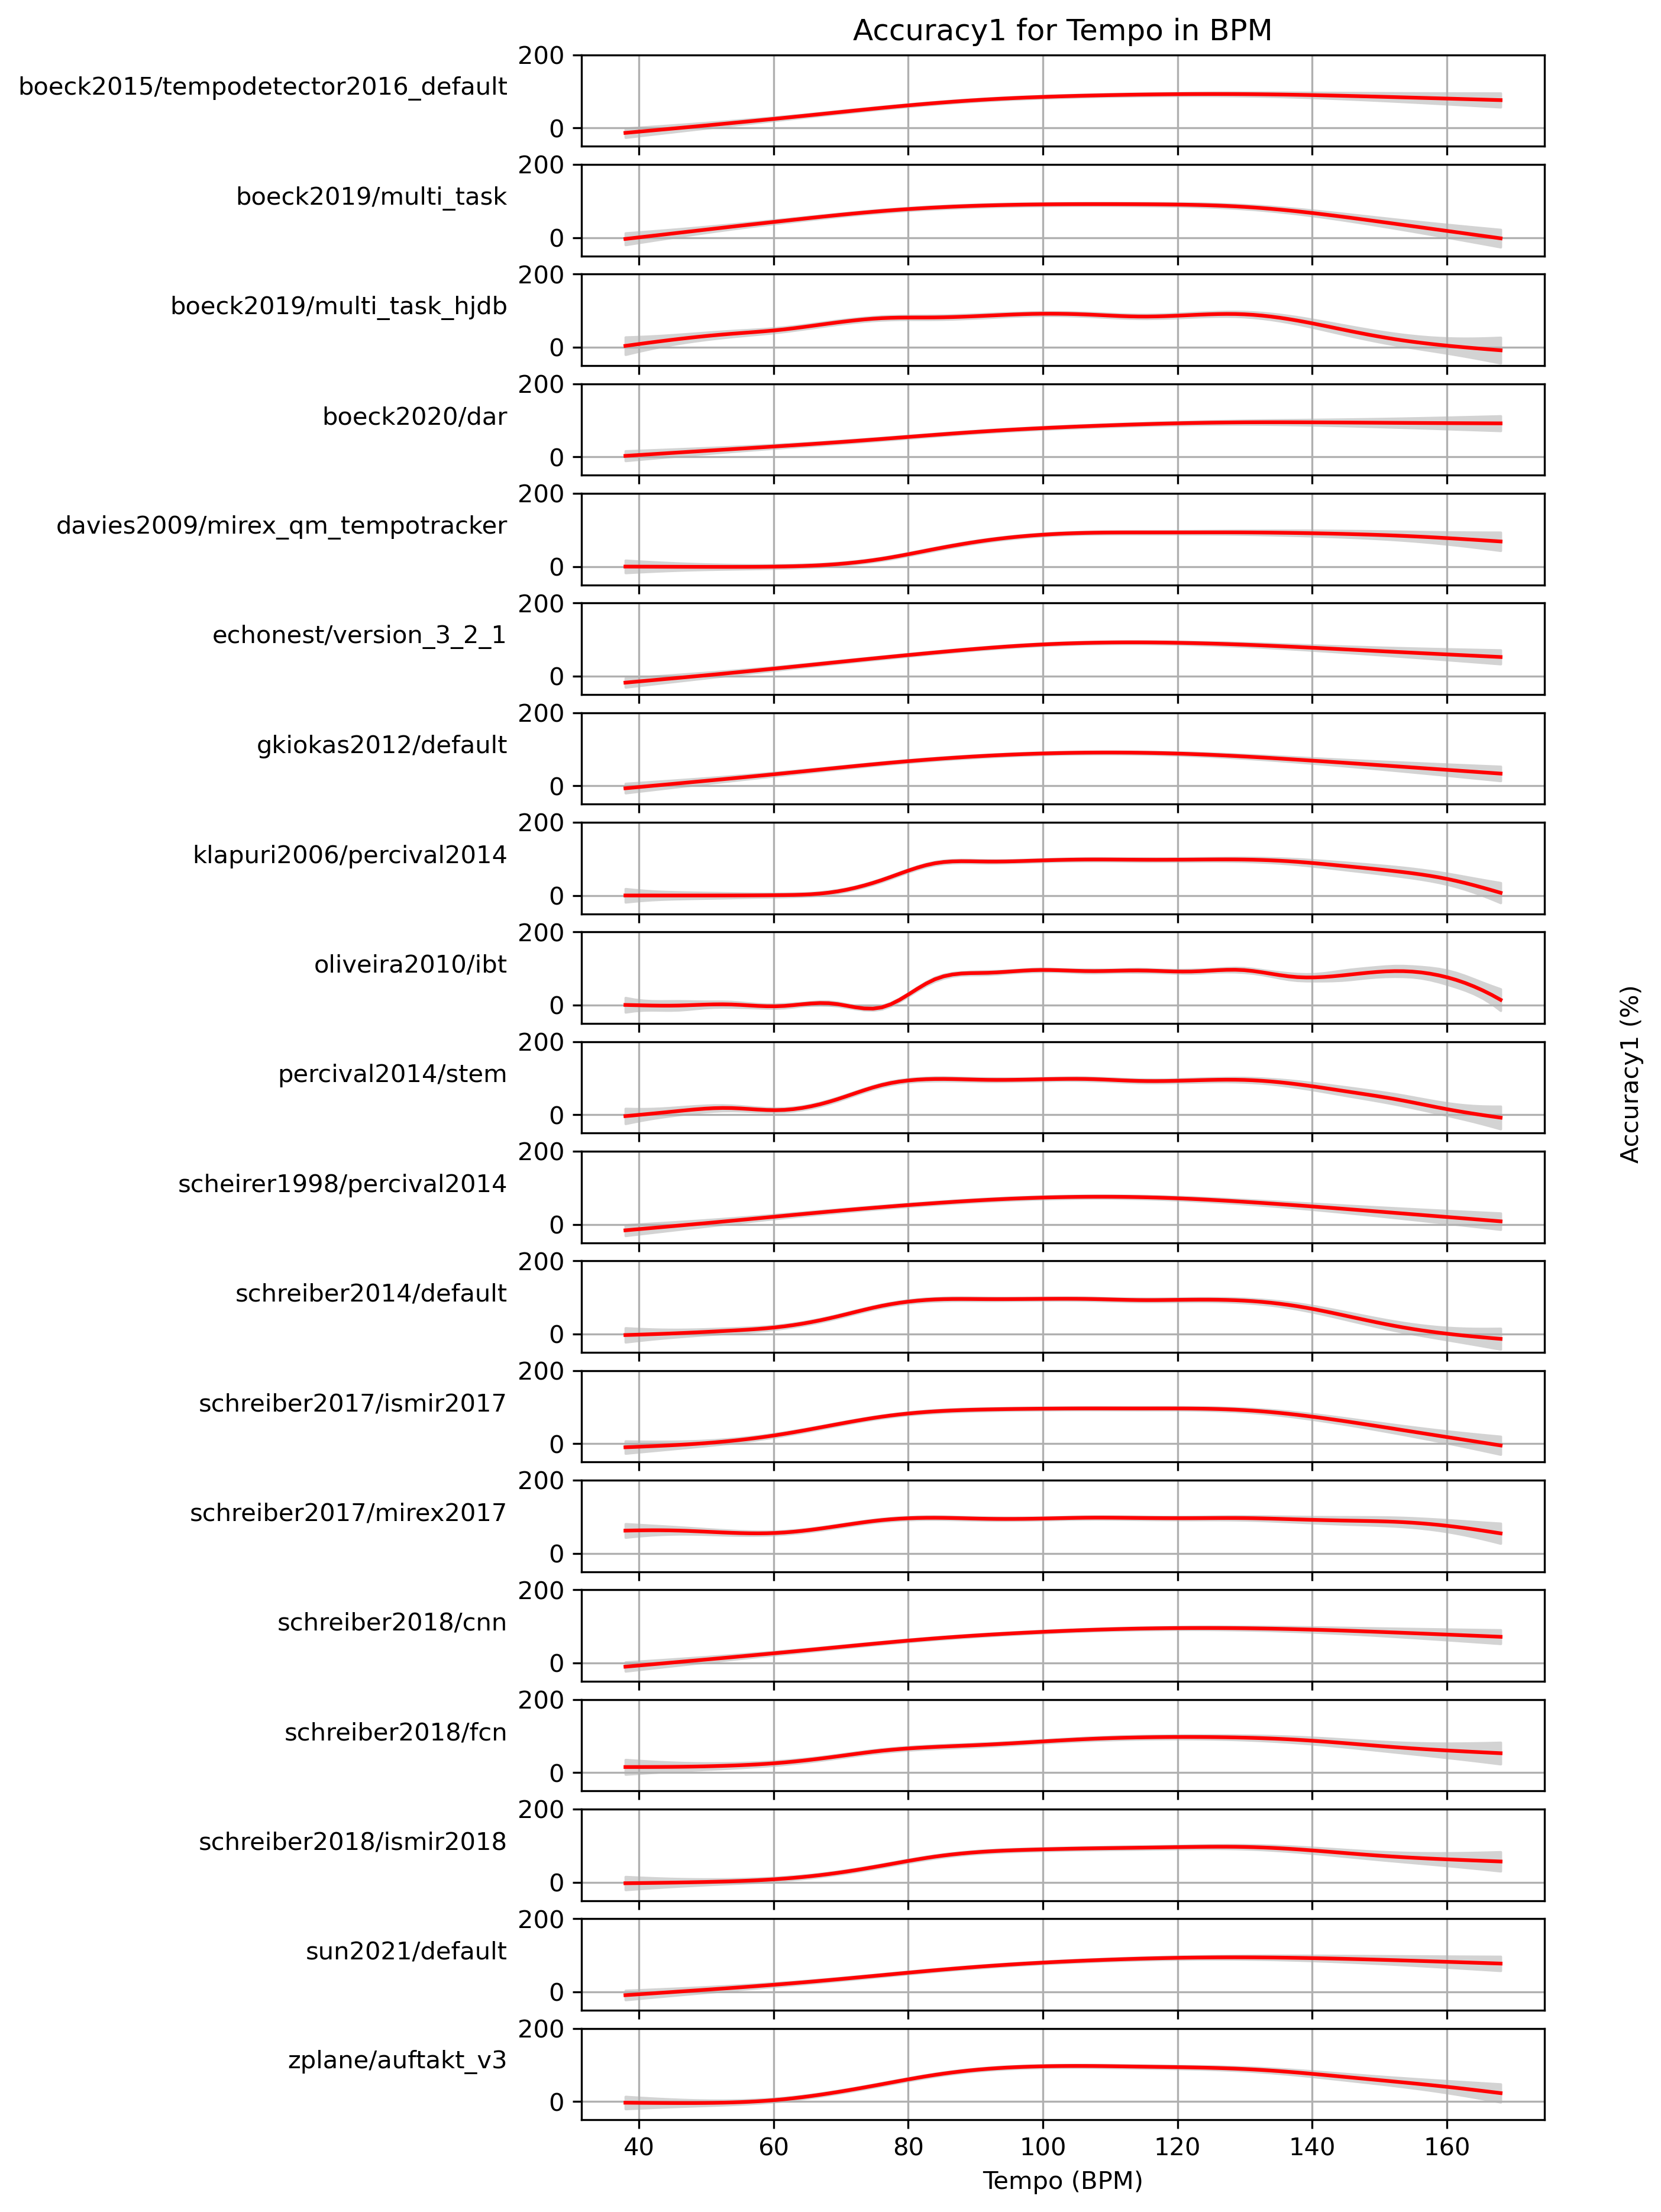 Accuracy1 for Tempo in BPM
200
boeck2015/tempodetector2016_default
0
200
boeck2019/multi_task
0
200
boeck2019/multi_task_hjdb
0
200
boeck2020/dar
0
200
davies2009/mirex_qm_tempotracker
0
200
echonest/version_3_2_1
0
200
gkiokas2012/default
0
200
klapuri2006/percival2014
0
200
oliveira2010/ibt
0
200
percival2014/stem
0
200
scheirer1998/percival2014
0
200
schreiber2014/default
0
200
schreiber2017/ismir2017
0
200
schreiber2017/mirex2017
0
200
schreiber2018/cnn
0
200
schreiber2018/fcn
0
200
schreiber2018/ismir2018
0
200
sun2021/default
0
200
zplane/auftakt_v3
0
40 60 80 100 120 140 160
Tempo (BPM)
Accuracy1 (%)